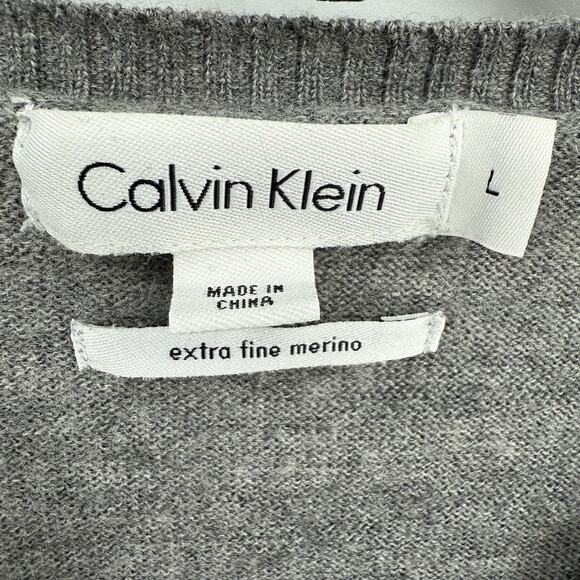 Calvin Klein
L
MADE IN
CHINA
extra fine merino